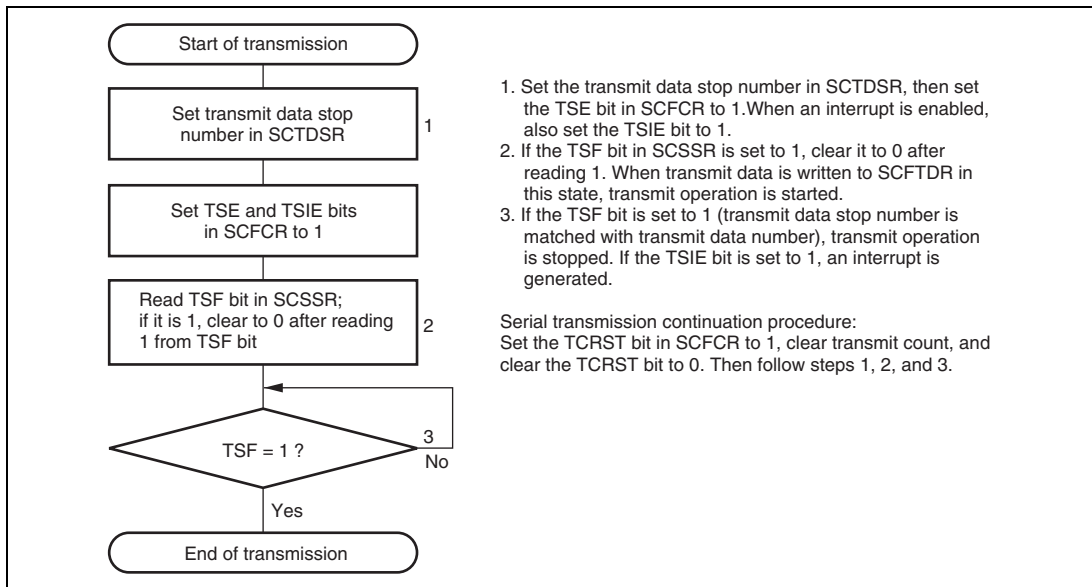 Start of transmission
Set transmit data stop
number in SCTDSR
1
Set TSE and TSIE bits
in SCFCR to 1
Read TSF bit in SCSSR;
if it is 1, clear to 0 after reading
1 from TSF bit
2
TSF = 1 ?
3
No
Yes
End of transmission
1. Set the transmit data stop number in SCTDSR, then set
the TSE bit in SCFCR to 1.When an interrupt is enabled,
also set the TSIE bit to 1.
2. If the TSF bit in SCSSR is set to 1, clear it to 0 after
reading 1. When transmit data is written to SCFTDR in
this state, transmit operation is started.
3. If the TSF bit is set to 1 (transmit data stop number is
matched with transmit data number), transmit operation
is stopped. If the TSIE bit is set to 1, an interrupt is
generated.
Serial transmission continuation procedure:
Set the TCRST bit in SCFCR to 1, clear transmit count, and
clear the TCRST bit to 0. Then follow steps 1, 2, and 3.